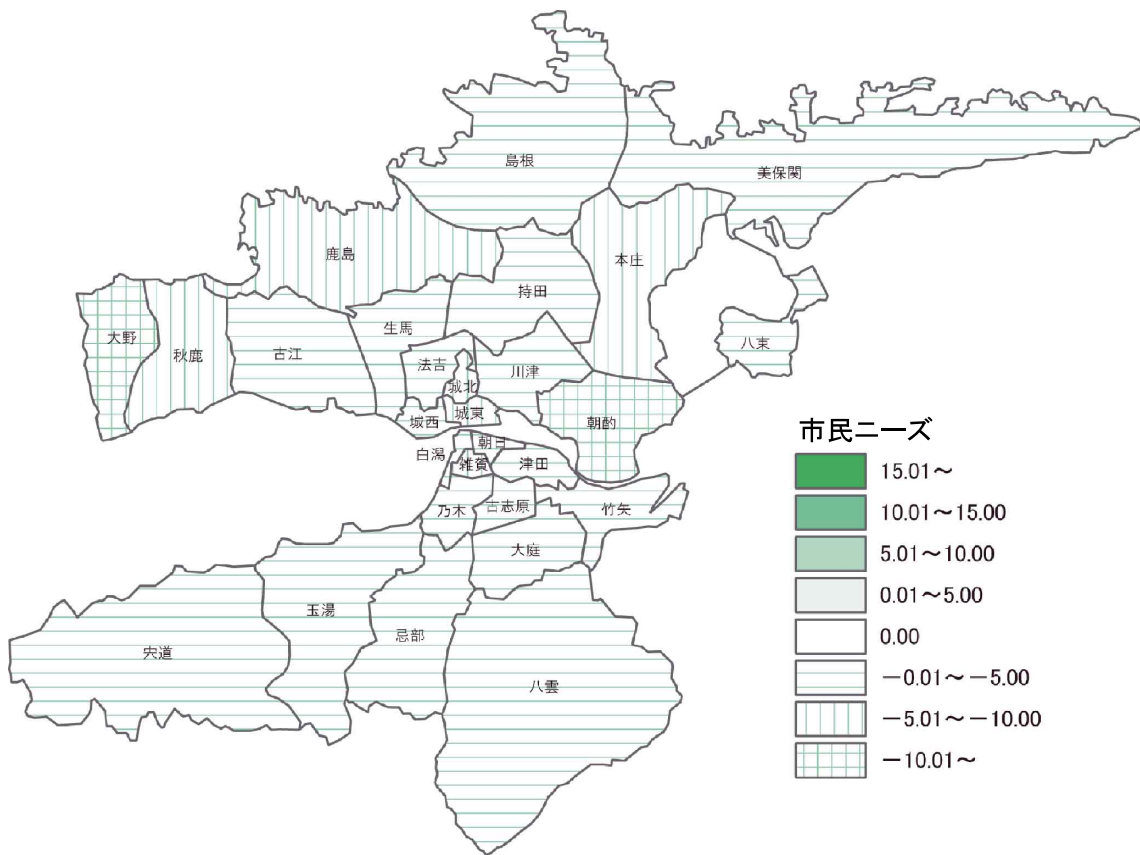 島根
美保関
鹿島
本庄
持田
大野
秋鹿
古江
生馬
八束
法吉
川津
城北
城西
城東
朝酌
白潟
朝日
雑賀
津田
乃木
古志原
竹矢
大庭
玉湯
忌部
宍道
八雲
市民ニーズ
15.01～
10.01～15.00
5.01～10.00
0.01～5.00
0.00
－0.01～－5.00
－5.01～－10.00
－10.01～